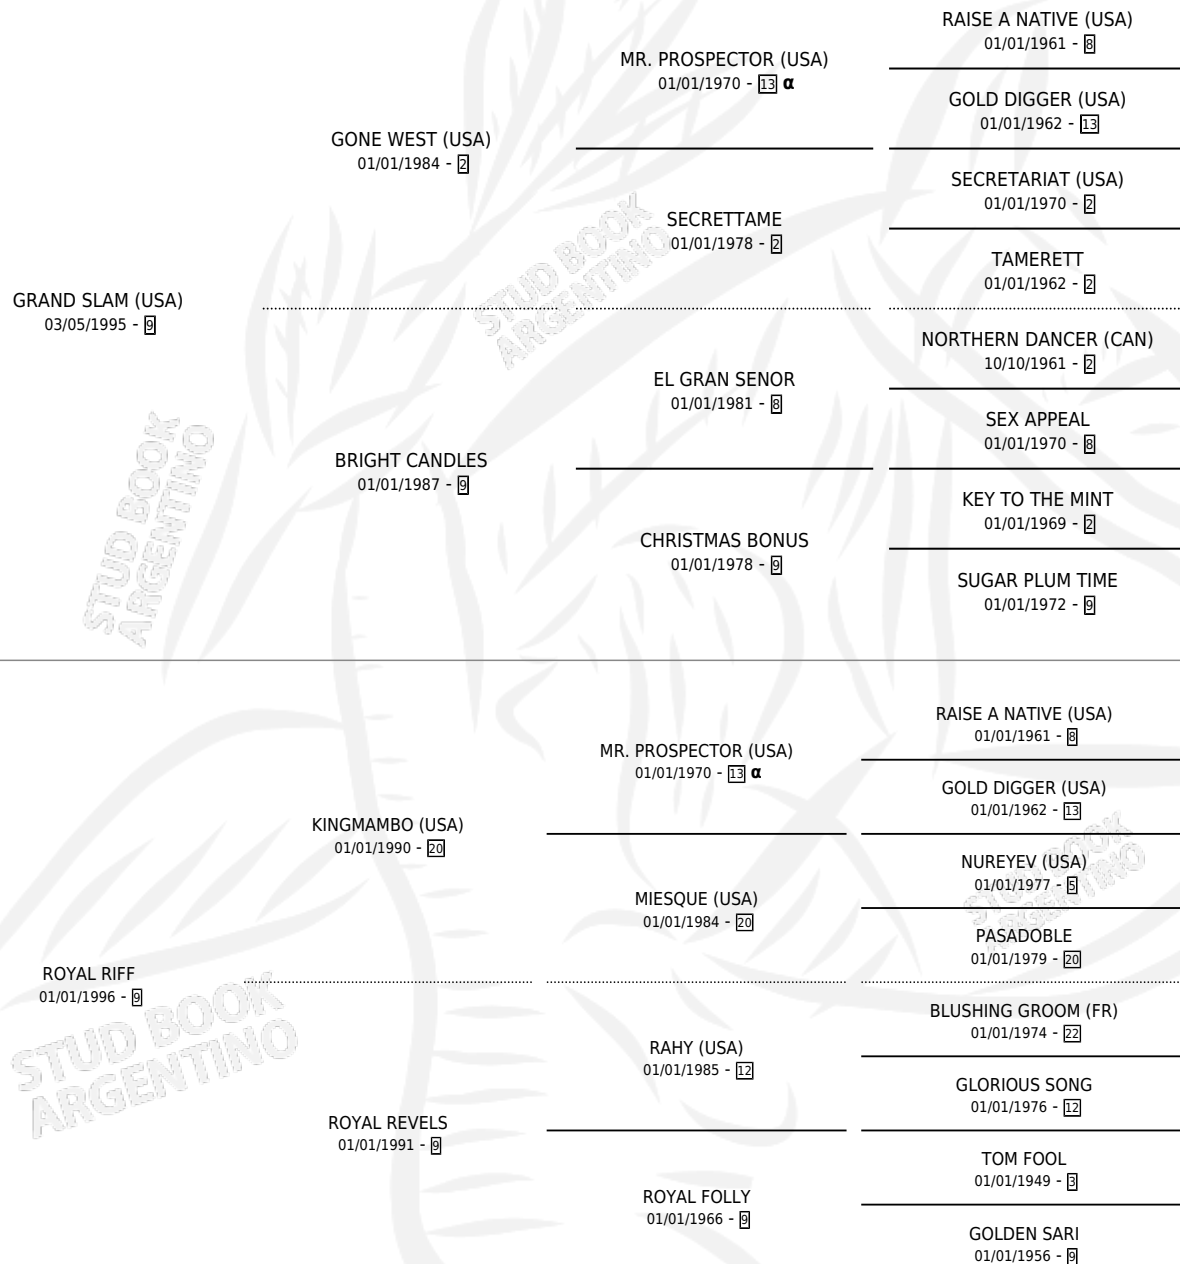 RAISE A NATIVE (USA)
01/01/1961 - 8
MR. PROSPECTOR (USA)
01/01/1970 - 13 α
GOLD DIGGER (USA)
01/01/1962 - 13
GONE WEST (USA)
01/01/1984 - 2
SECRETARIAT (USA)
01/01/1970 - 2
SECRETTAME
01/01/1978 - 2
TAMERETT
01/01/1962 - 2
GRAND SLAM (USA)
03/05/1995 - 9
NORTHERN DANCER (CAN)
10/10/1961 - 2
EL GRAN SENOR
01/01/1981 - 8
SEX APPEAL
01/01/1970 - 8
BRIGHT CANDLES
01/01/1987 - 9
KEY TO THE MINT
01/01/1969 - 2
CHRISTMAS BONUS
01/01/1978 - 9
SUGAR PLUM TIME
01/01/1972 - 9
RAISE A NATIVE (USA)
01/01/1961 - 8
MR. PROSPECTOR (USA)
01/01/1970 - 13 α
GOLD DIGGER (USA)
01/01/1962 - 13
KINGMAMBO (USA)
01/01/1990 - 20
NUREYEV (USA)
01/01/1977 - 5
MIESQUE (USA)
01/01/1984 - 20
PASADOBLE
01/01/1979 - 20
ROYAL RIFF
01/01/1996 - 9
BLUSHING GROOM (FR)
01/01/1974 - 22
RAHY (USA)
01/01/1985 - 12
GLORIOUS SONG
01/01/1976 - 12
ROYAL REVELS
01/01/1991 - 9
TOM FOOL
01/01/1949 - 3
ROYAL FOLLY
01/01/1966 - 9
GOLDEN SARI
01/01/1956 - 9
STUD BOOK
ARGENTINO
STUD BOOK
ARGENTINO
STUD BOOK
ARGENTINO
STUD BOOK
ARGENTINO